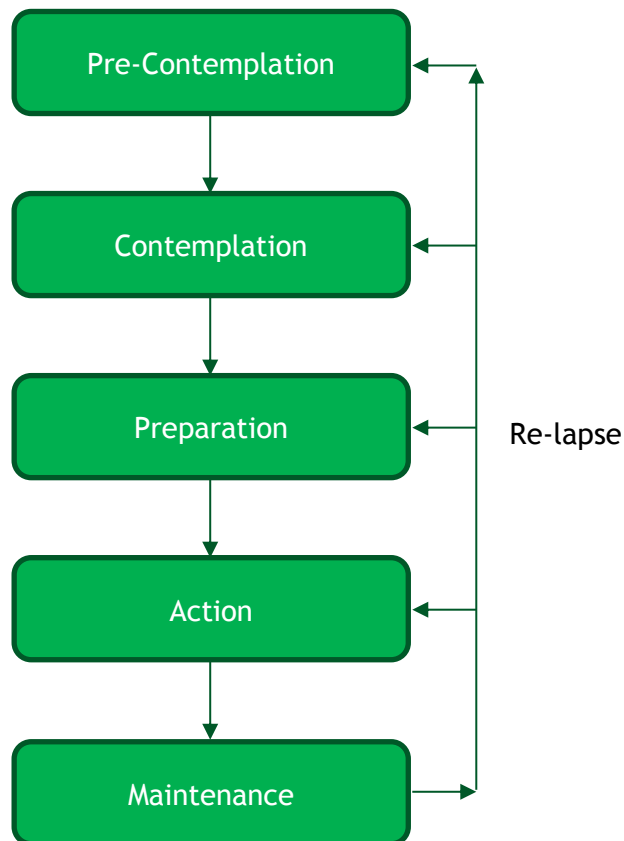 Pre-Contemplation
Contemplation
Preparation
Re-lapse
Action
Maintenance